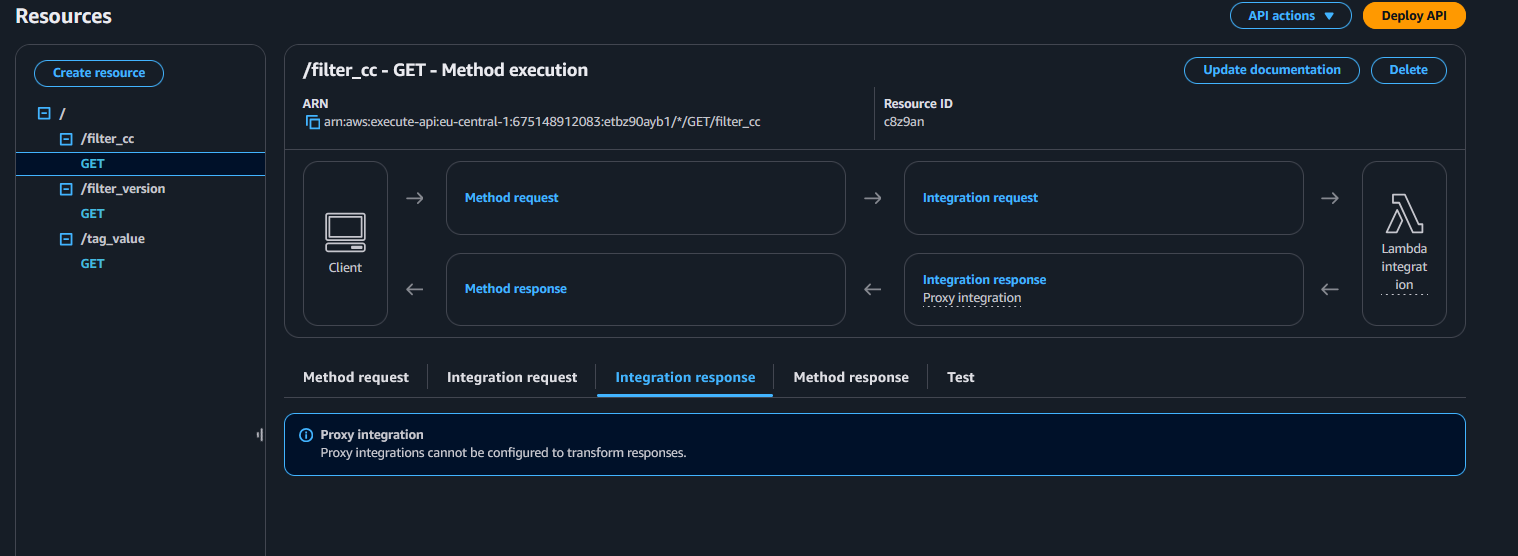 Resources
API actions
Deploy API
Create resource
/
/filter_cc
GET
/filter_version
GET
/tag_value
GET
/filter_cc - GET - Method execution
Update documentation
Delete
ARN
arn:aws:execute-api:eu-central-1:675148912083:etbz90ayb1/*/GET/filter_cc
Resource ID
c8z9an
Client
Method request
Integration request
Method response
Integration response
Proxy integration
Lambda
integrat
ion
Method request
Integration request
Integration response
Method response
Test
Proxy integration
Proxy integrations cannot be configured to transform responses.